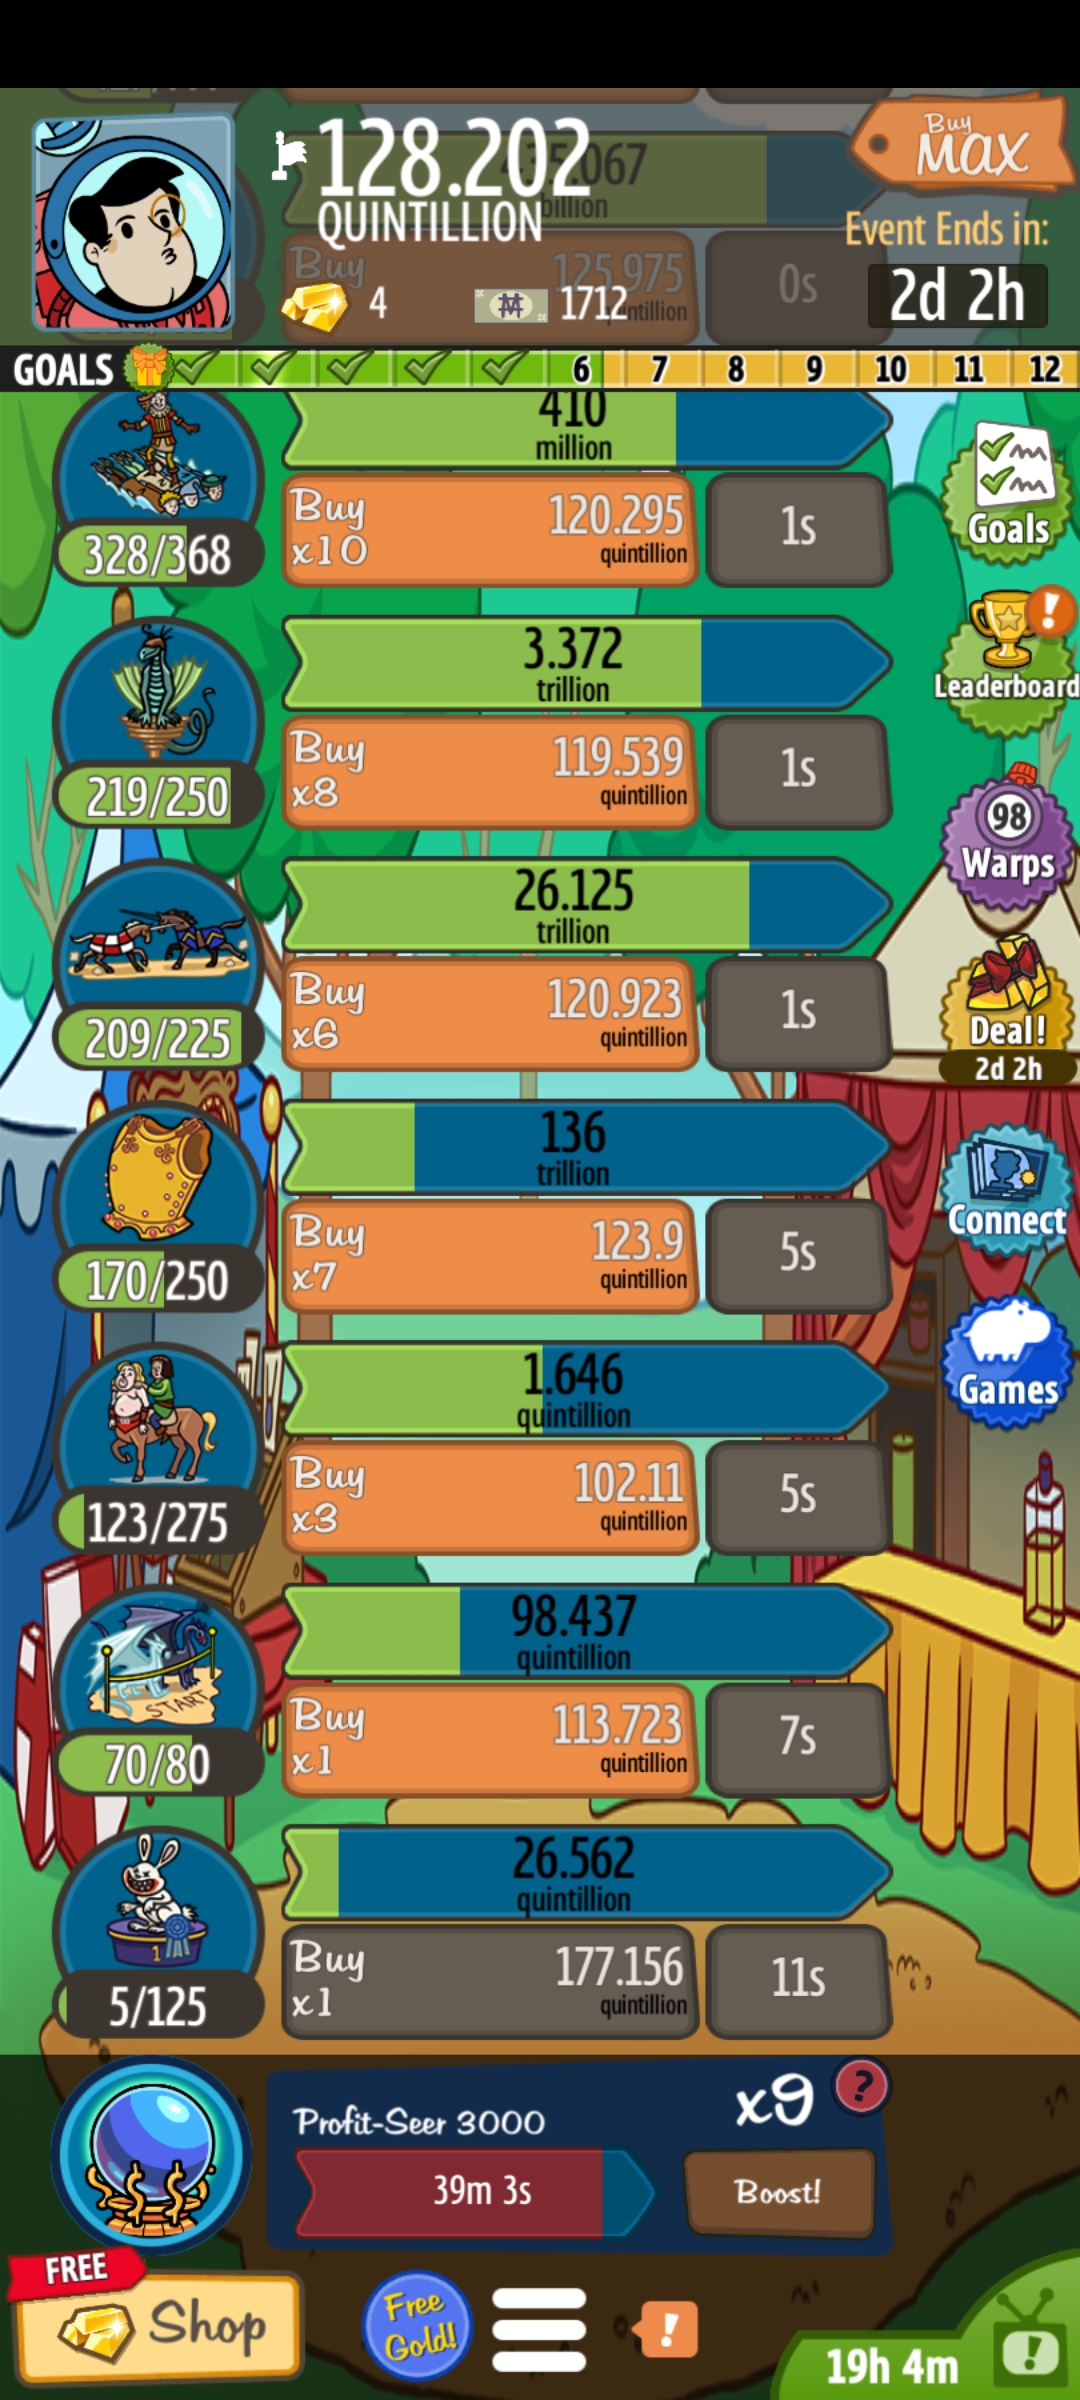 128.202
QUINTILLION
4
1712
Buy
MAX
Event Ends in:
2d 2h
Buy
125.975
0s
GOALS
6 7 8 9 10 11 12
410
million
328/368
Buy
x10
120.295
quintillion
1s
Goals
3.372
trillion
219/250
Buy
x8
119.539
quintillion
1s
!
Leaderboard
26.125
trillion
209/225
Buy
x6
120.923
quintillion
1s
98
Warps
Deal!
2d 2h
136
trillion
170/250
Buy
x7
123.9
quintillion
5s
Connect
1.646
quintillion
123/275
Buy
x3
102.11
quintillion
5s
Games
98.437
quintillion
START
70/80
Buy
x1
113.723
quintillion
7s
26.562
quintillion
1
5/125
Buy
x1
177.156
quintillion
11s
Profit-Seer 3000
x9
?
39m 3s
Boost!
FREE
Shop
Free
Gold!
!
19h 4m
!